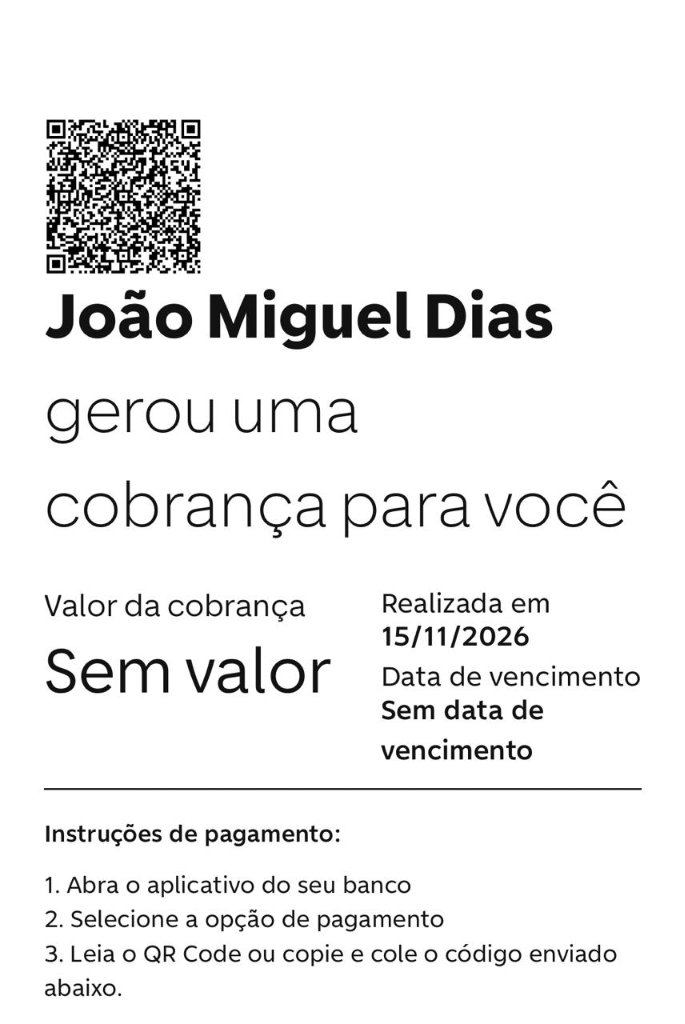 João Miguel Dias
gerou uma
cobrança para você
Valor da cobrança
Sem valor
Realizada em
15/11/2026
Data de vencimento
Sem data de
vencimento
Instruções de pagamento:
1. Abra o aplicativo do seu banco
2. Selecione a opção de pagamento
3. Leia o QR Code ou copie e cole o código enviado
abaixo.